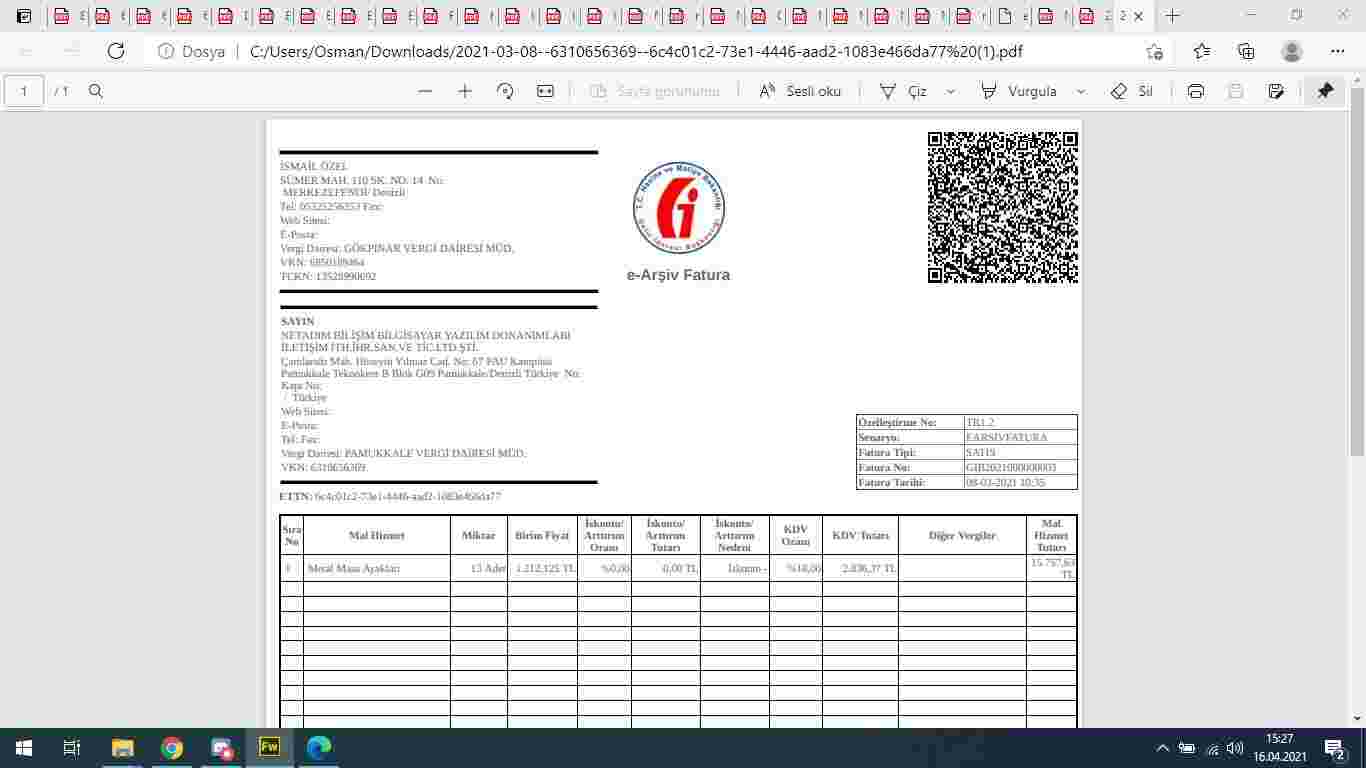 Dosya
C:/Users/Osman/Downloads/2021-03-08--6310656369--6c4c01c2-73e1-4446-aad2-1083e466da77%20(1).pdf
1 / 1
Sayfa görünümü
Sesli oku
Çiz
Vurgula
Sil
İSMAİL ÖZEL
SÜMER MAH. 110 SK. NO: 14 No:
MERKEZEFENDİ/ Denizli
Tel: Fax:
Web Sitesi:
E-Posta:
Vergi Dairesi: GÖKPINAR VERGİ DAİRESİ MÜD.
VKN:
TCKN:
T.C. Hazine ve Maliye Bakanlığı
Gelir İdaresi Başkanlığı
e-Arşiv Fatura
SAYIN
NETADIM BİLİŞİM BİLGİSAYAR YAZILIM DONANIMLARI
İLETİŞİM İTH.İHR.SAN.VE TİC.LTD.ŞTİ.
Çamlaraltı Mah. Hüseyin Yılmaz Cad. No: 67 PAU Kampüsü
Pamukkale Teknokent B Blok G09 Pamukkale/Denizli Türkiye No:
Kapı No:
/ Türkiye
Web Sitesi:
E-Posta:
Tel: Fax:
Vergi Dairesi: PAMUKKALE VERGİ DAİRESİ MÜD.
VKN: 6310656369
ETTN: 6c4c01c2-73e1-4446-aad2-1083e466da77
Özelleştirme No: TR1.2
Senaryo: EARSIVFATURA
Fatura Tipi: SATIS
Fatura No: GIB2021000000003
Fatura Tarihi: 08-03-2021 10:35
Sıra No Mal Hizmet Miktar Birim Fiyat İskonto/ Arttırım Oranı İskonto/ Arttırım Tutarı İskonto/ Arttırım Nedeni KDV Oranı KDV Tutarı Diğer Vergiler Mal Hizmet Tutarı
1 Metal Masa Ayakları 13 Adet 1.212,125 TL %0,00 0,00 TL İskonto - %18,00 2.836,37 TL 15.757,63 TL
Fw
15:27
16.04.2021
2